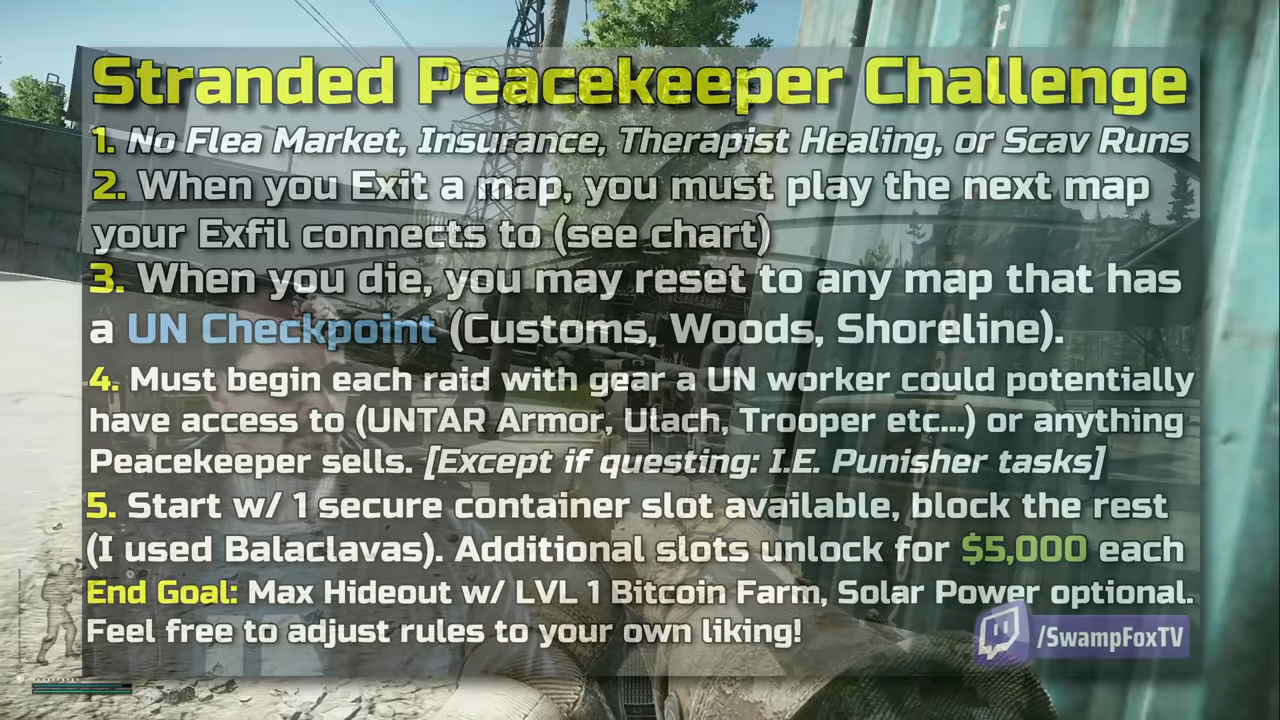 Stranded Peacekeeper Challenge
1. No Flea Market, Insurance, Therapist Healing, or Scav Runs
2. When you Exit a map, you must play the next map
your Exfil connects to (see chart)
3. When you die, you may reset to any map that has
a UN Checkpoint (Customs, Woods, Shoreline).
4. Must begin each raid with gear a UN worker could potentially
have access to (UNTAR Armor, Ulach, Trooper etc...) or anything
Peacekeeper sells. [Except if questing: I.E. Punisher tasks]
5. Start w/ 1 secure container slot available, block the rest
(I used Balaclavas). Additional slots unlock for $5,000 each
End Goal: Max Hideout w/ LVL 1 Bitcoin Farm, Solar Power optional.
Feel free to adjust rules to your own liking!
/SwampFoxTV